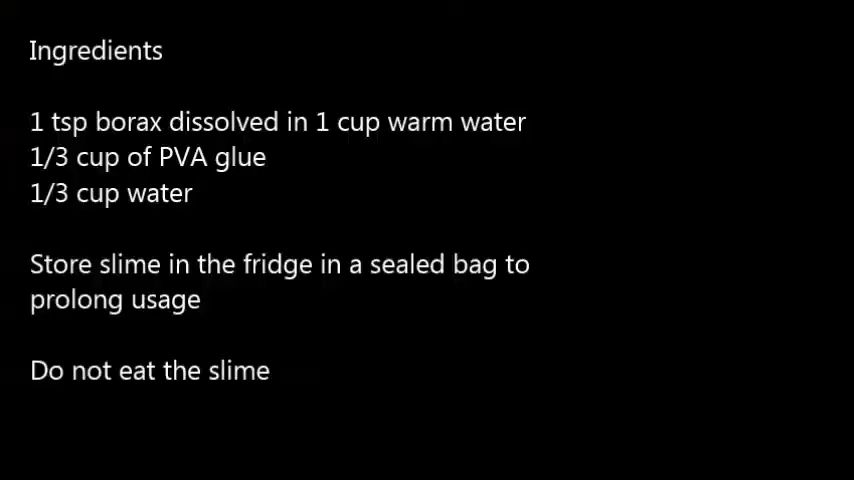 Ingredients
1 tsp borax dissolved in 1 cup warm water
1/3 cup of PVA glue
1/3 cup water
Store slime in the fridge in a sealed bag to
prolong usage
Do not eat the slime